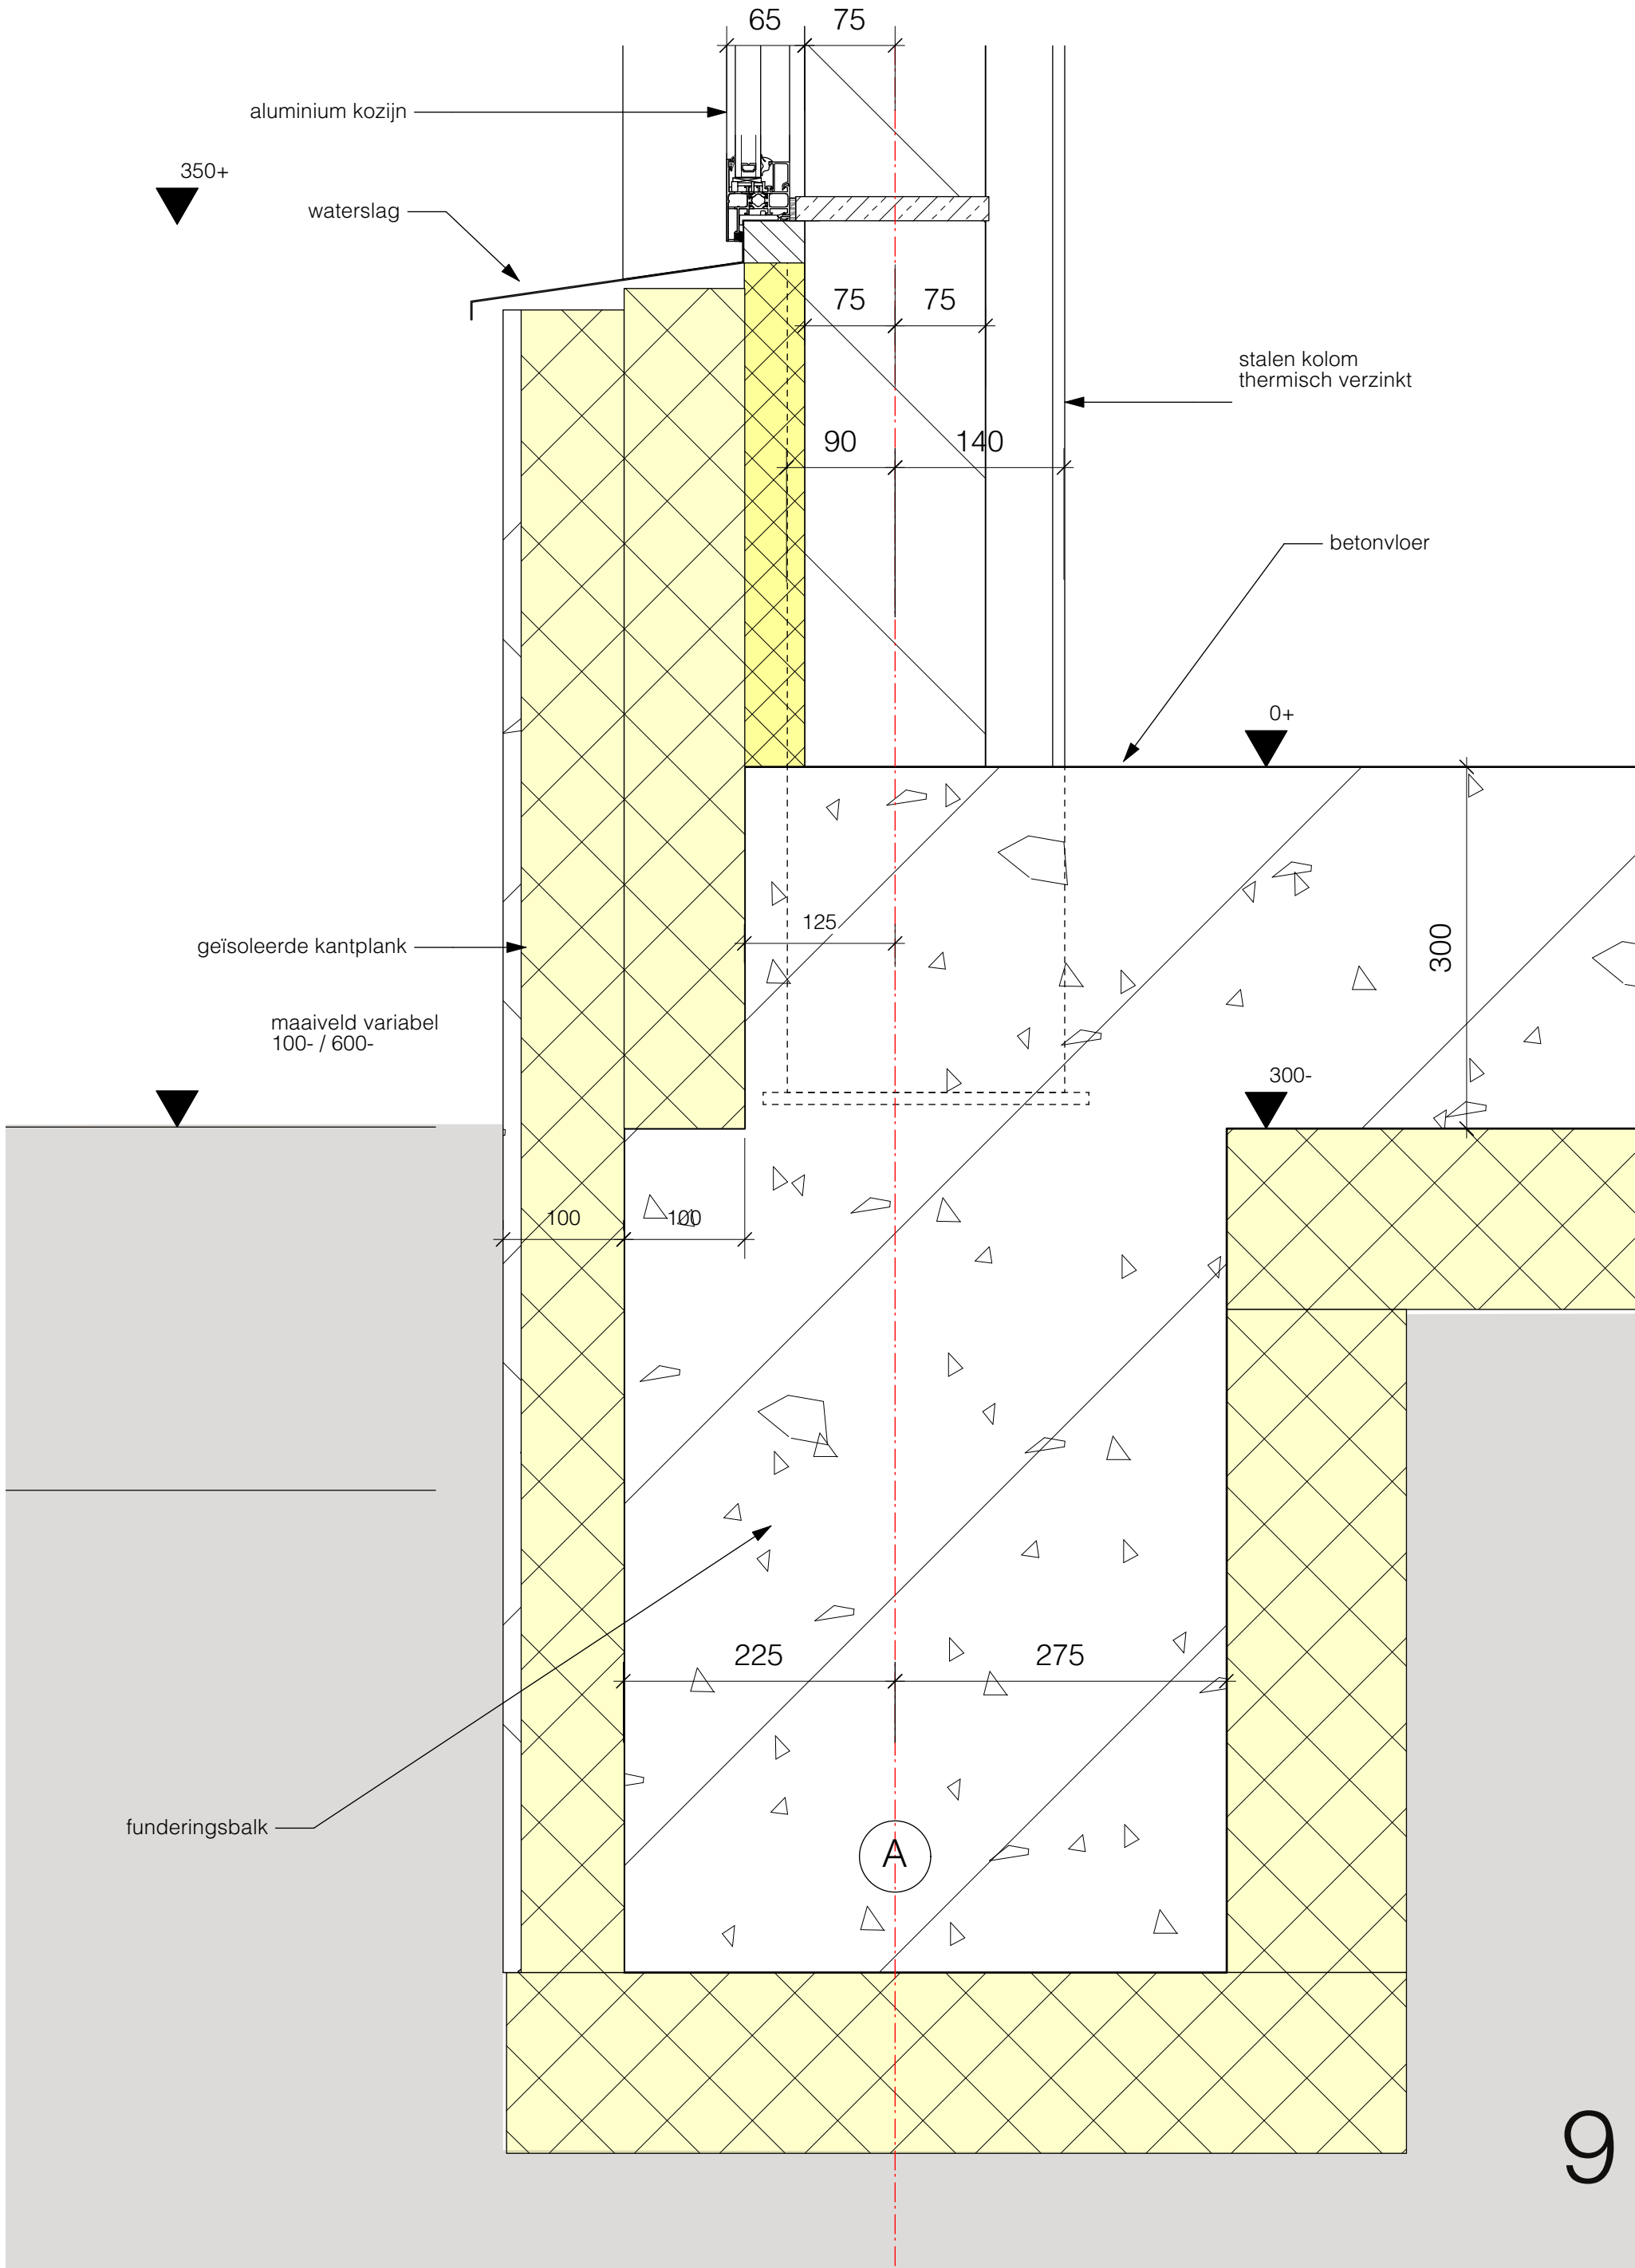 65 75
aluminium kozijn
350+
waterslag
75 75
stalen kolom
thermisch verzinkt
90 140
betonvloer
0+
125
300
geïsoleerde kantplank
maaiveld variabel
100- / 600-
300-
100 100
225 275
funderingsbalk
A
9